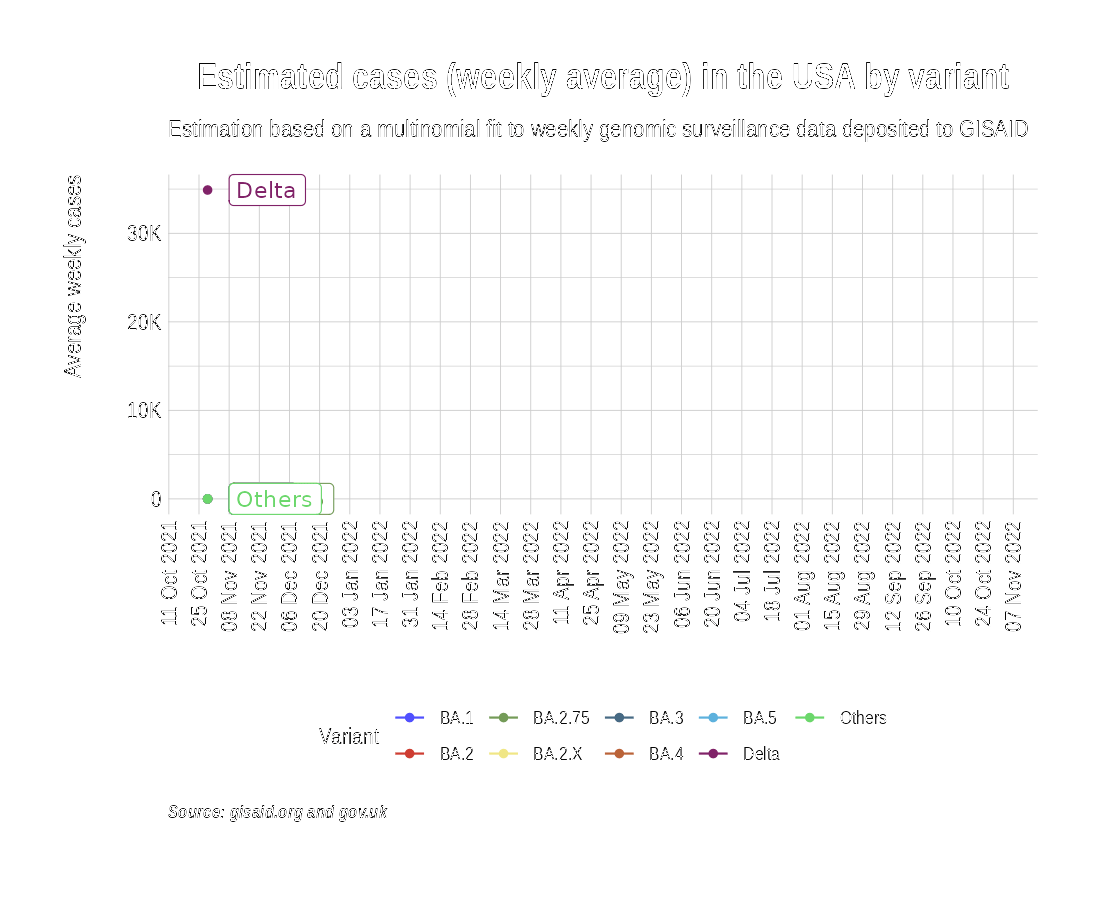 Estimated cases (weekly average) in the USA by variant
Estimation based on a multinomial fit to weekly genomic surveillance data deposited to GISAID
Average weekly cases
Delta
30K
20K
10K
0
Others
11 Oct 2021
25 Oct 2021
08 Nov 2021
22 Nov 2021
06 Dec 2021
20 Dec 2021
03 Jan 2022
17 Jan 2022
31 Jan 2022
14 Feb 2022
28 Feb 2022
14 Mar 2022
28 Mar 2022
11 Apr 2022
25 Apr 2022
09 May 2022
23 May 2022
06 Jun 2022
20 Jun 2022
04 Jul 2022
18 Jul 2022
01 Aug 2022
15 Aug 2022
29 Aug 2022
12 Sep 2022
26 Sep 2022
10 Oct 2022
24 Oct 2022
07 Nov 2022
Variant
BA.1 BA.2.75 BA.3 BA.5 Others
BA.2 BA.2.X BA.4 Delta
Source: gisaid.org and gov.uk